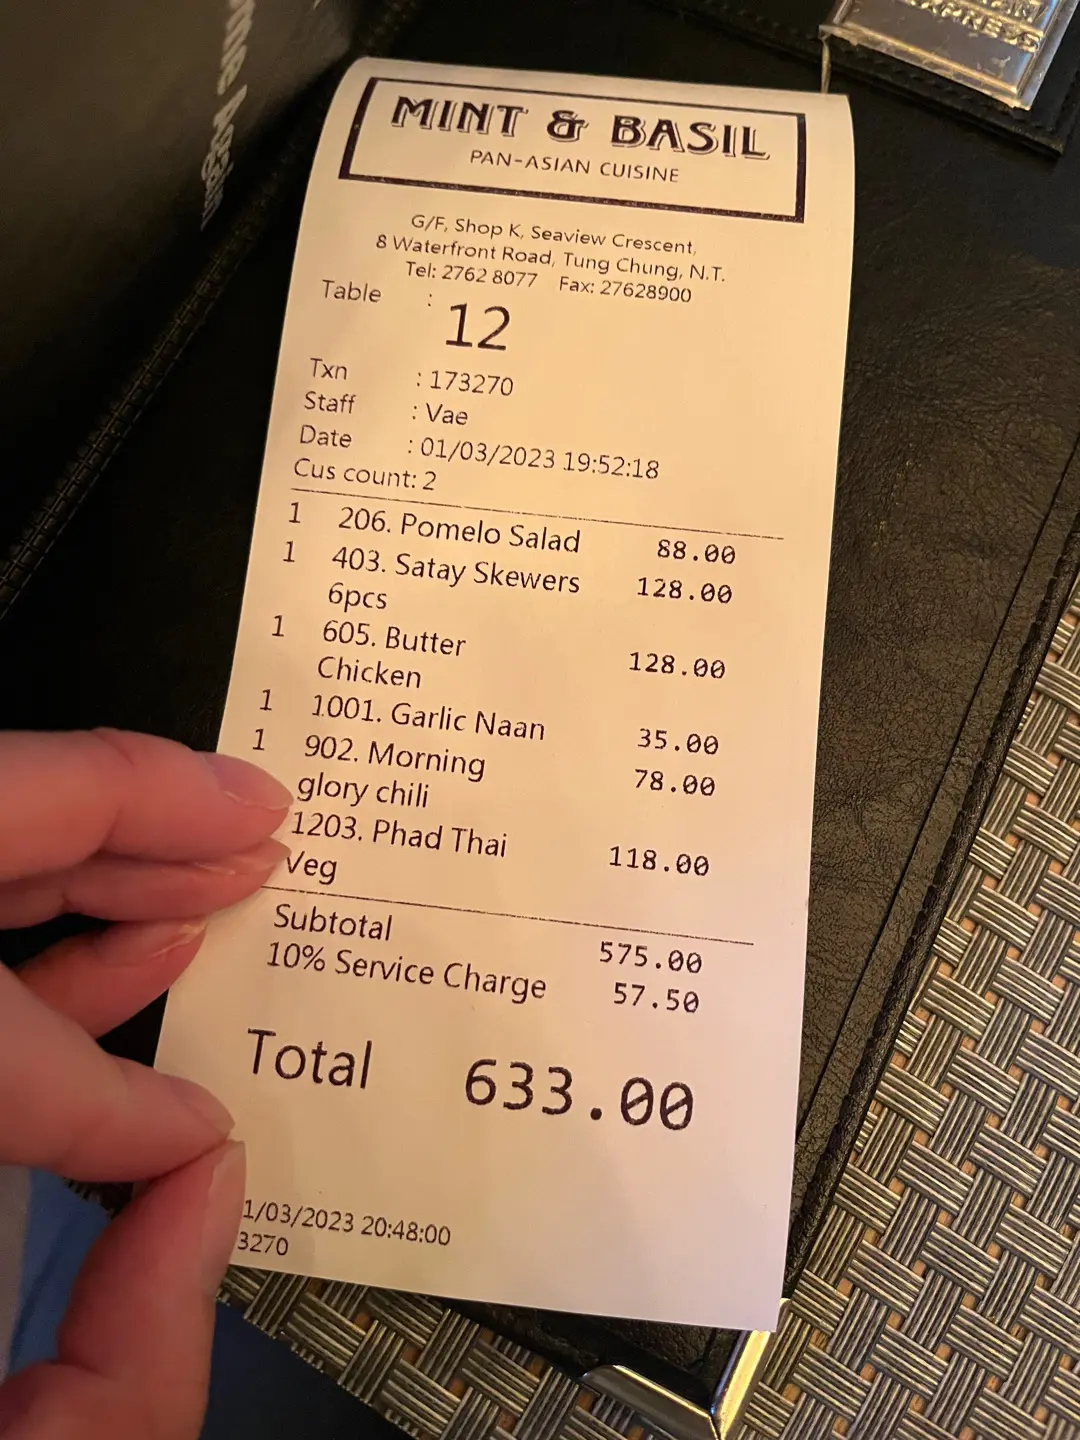 me Again
EXPRESS
MINT & BASIL
PAN-ASIAN CUISINE
G/F, Shop K, Seaview Crescent,
8 Waterfront Road, Tung Chung, N.T.
Tel: 2762 8077 Fax: 27628900
Table : 12
Txn : 173270
Staff : Vae
Date : 01/03/2023 19:52:18
Cus count: 2
1 206. Pomelo Salad 88.00
1 403. Satay Skewers 128.00
6pcs
1 605. Butter 128.00
Chicken
1 1001. Garlic Naan 35.00
1 902. Morning 78.00
glory chili
1203. Phad Thai 118.00
Veg
Subtotal 575.00
10% Service Charge 57.50
Total 633.00
1/03/2023 20:48:00
3270